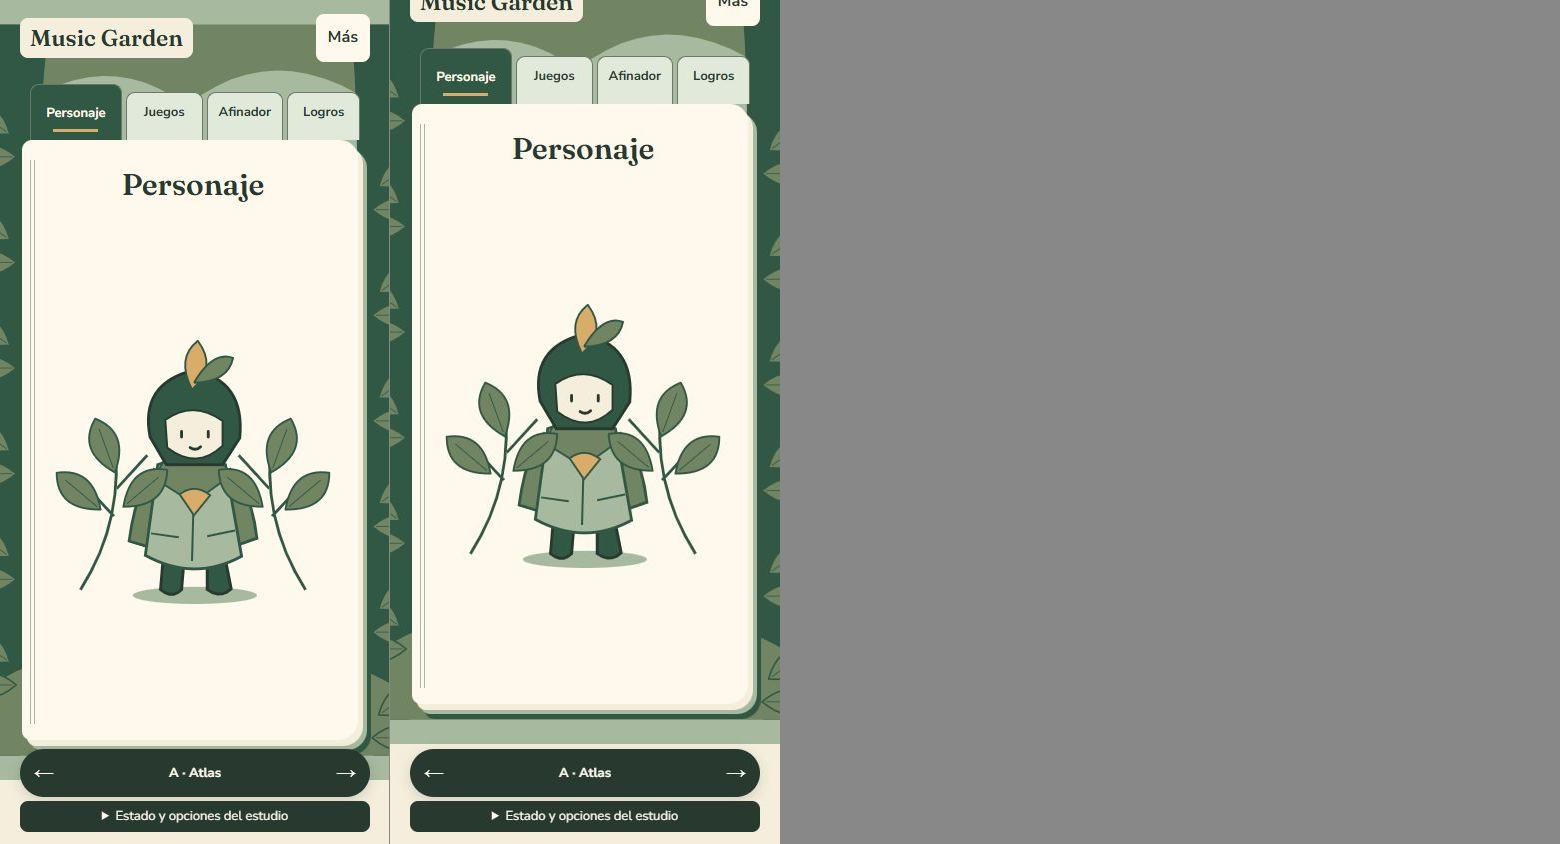 Music Garden
Más
Personaje
Juegos
Afinador
Logros
Personaje
← A · Atlas →
▶ Estado y opciones del estudio
Music Garden
Más
Personaje
Juegos
Afinador
Logros
Personaje
← A · Atlas →
▶ Estado y opciones del estudio